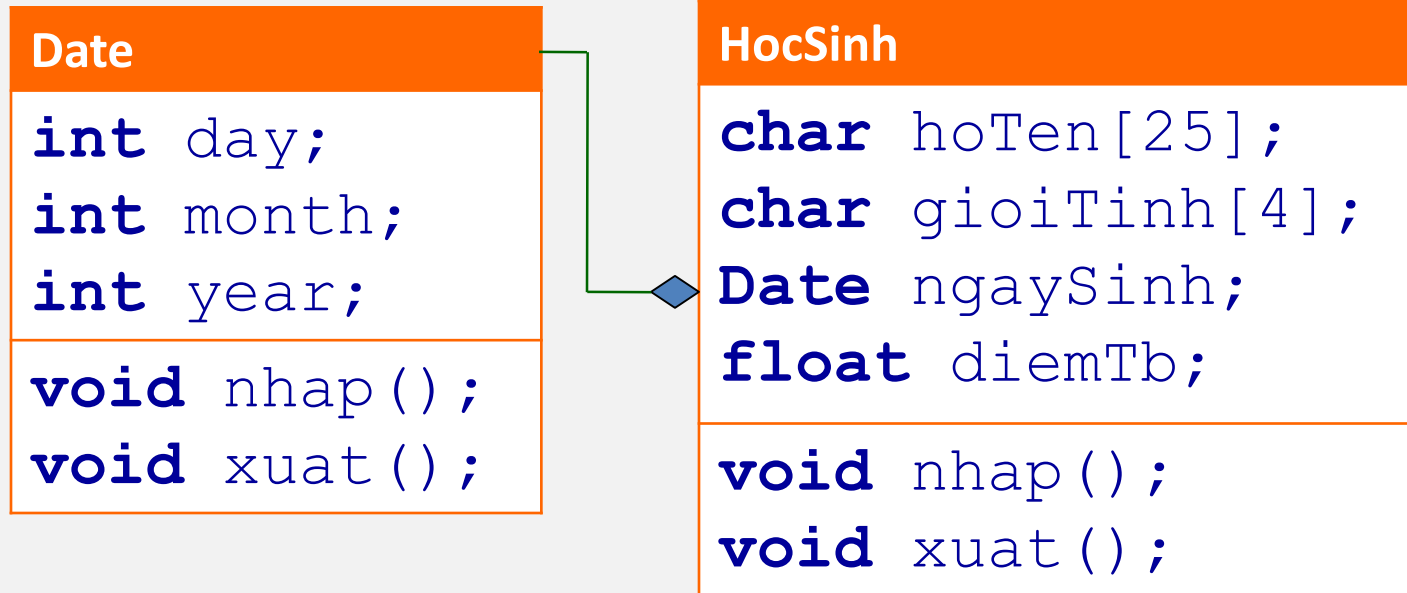 Date
int day;
int month;
int year;
void nhap();
void xuat();
HocSinh
char hoTen[25];
char gioiTinh[4];
Date ngaySinh;
float diemTb;
void nhap();
void xuat();